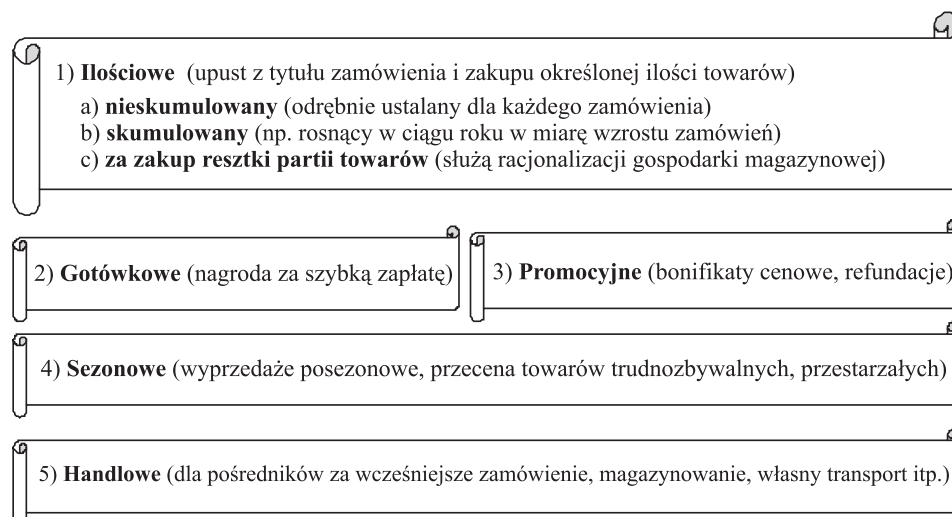 1) Ilościowe (upust z tytułu zamówienia i zakupu określonej ilości towarów)
a) nieskumulowany (odrębnie ustalany dla każdego zamówienia)
b) skumulowany (np. rosnący w ciągu roku w miarę wzrostu zamówień)
c) za zakup resztki partii towarów (służą racjonalizacji gospodarki magazynowej)
2) Gotówkowe (nagroda za szybką zapłatę)
3) Promocyjne (bonifikaty cenowe, refundacje)
4) Sezonowe (wyprzedaże posezonowe, przecena towarów trudnozbywalnych, przestarzałych)
5) Handlowe (dla pośredników za wcześniejsze zamówienie, magazynowanie, własny transport itp.)